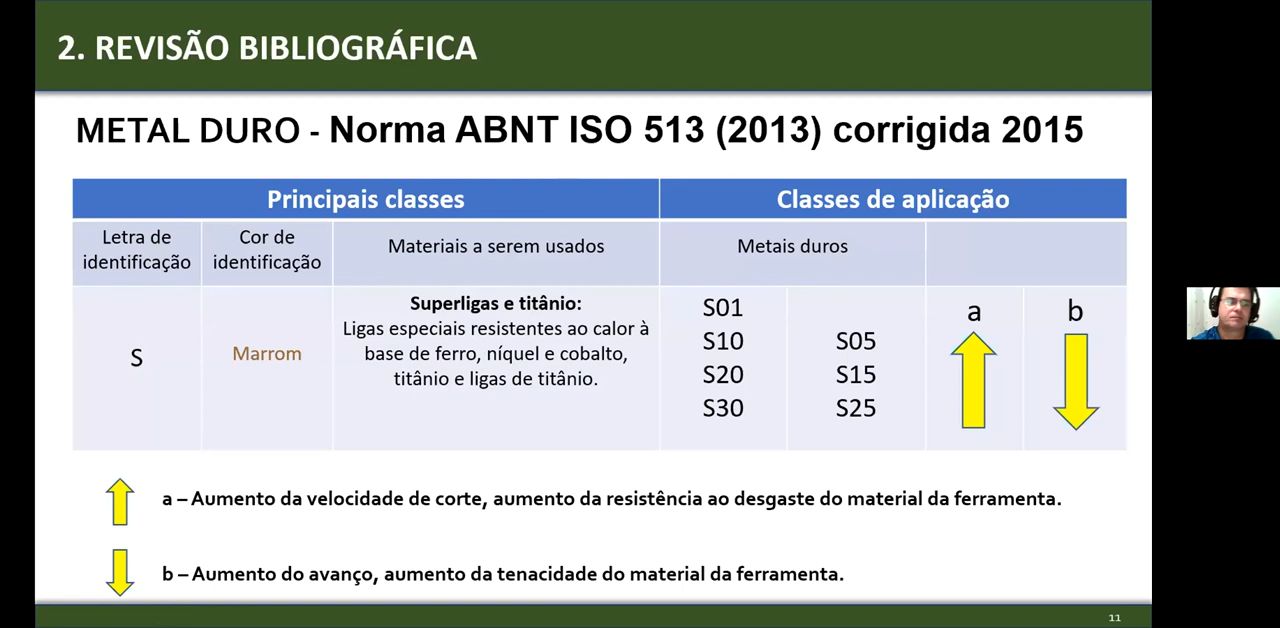 2. REVISÃO BIBLIOGRÁFICA
METAL DURO - Norma ABNT ISO 513 (2013) corrigida 2015
Principais classes
Classes de aplicação
Letra de
identificação
Cor de
identificação
Materiais a serem usados
Metais duros
S
Marrom
Superligas e titânio:
Ligas especiais resistentes ao calor à
base de ferro, níquel e cobalto,
titânio e ligas de titânio.
S01
S10
S20
S30
S05
S15
S25
a
b
a – Aumento da velocidade de corte, aumento da resistência ao desgaste do material da ferramenta.
b – Aumento do avanço, aumento da tenacidade do material da ferramenta.
11